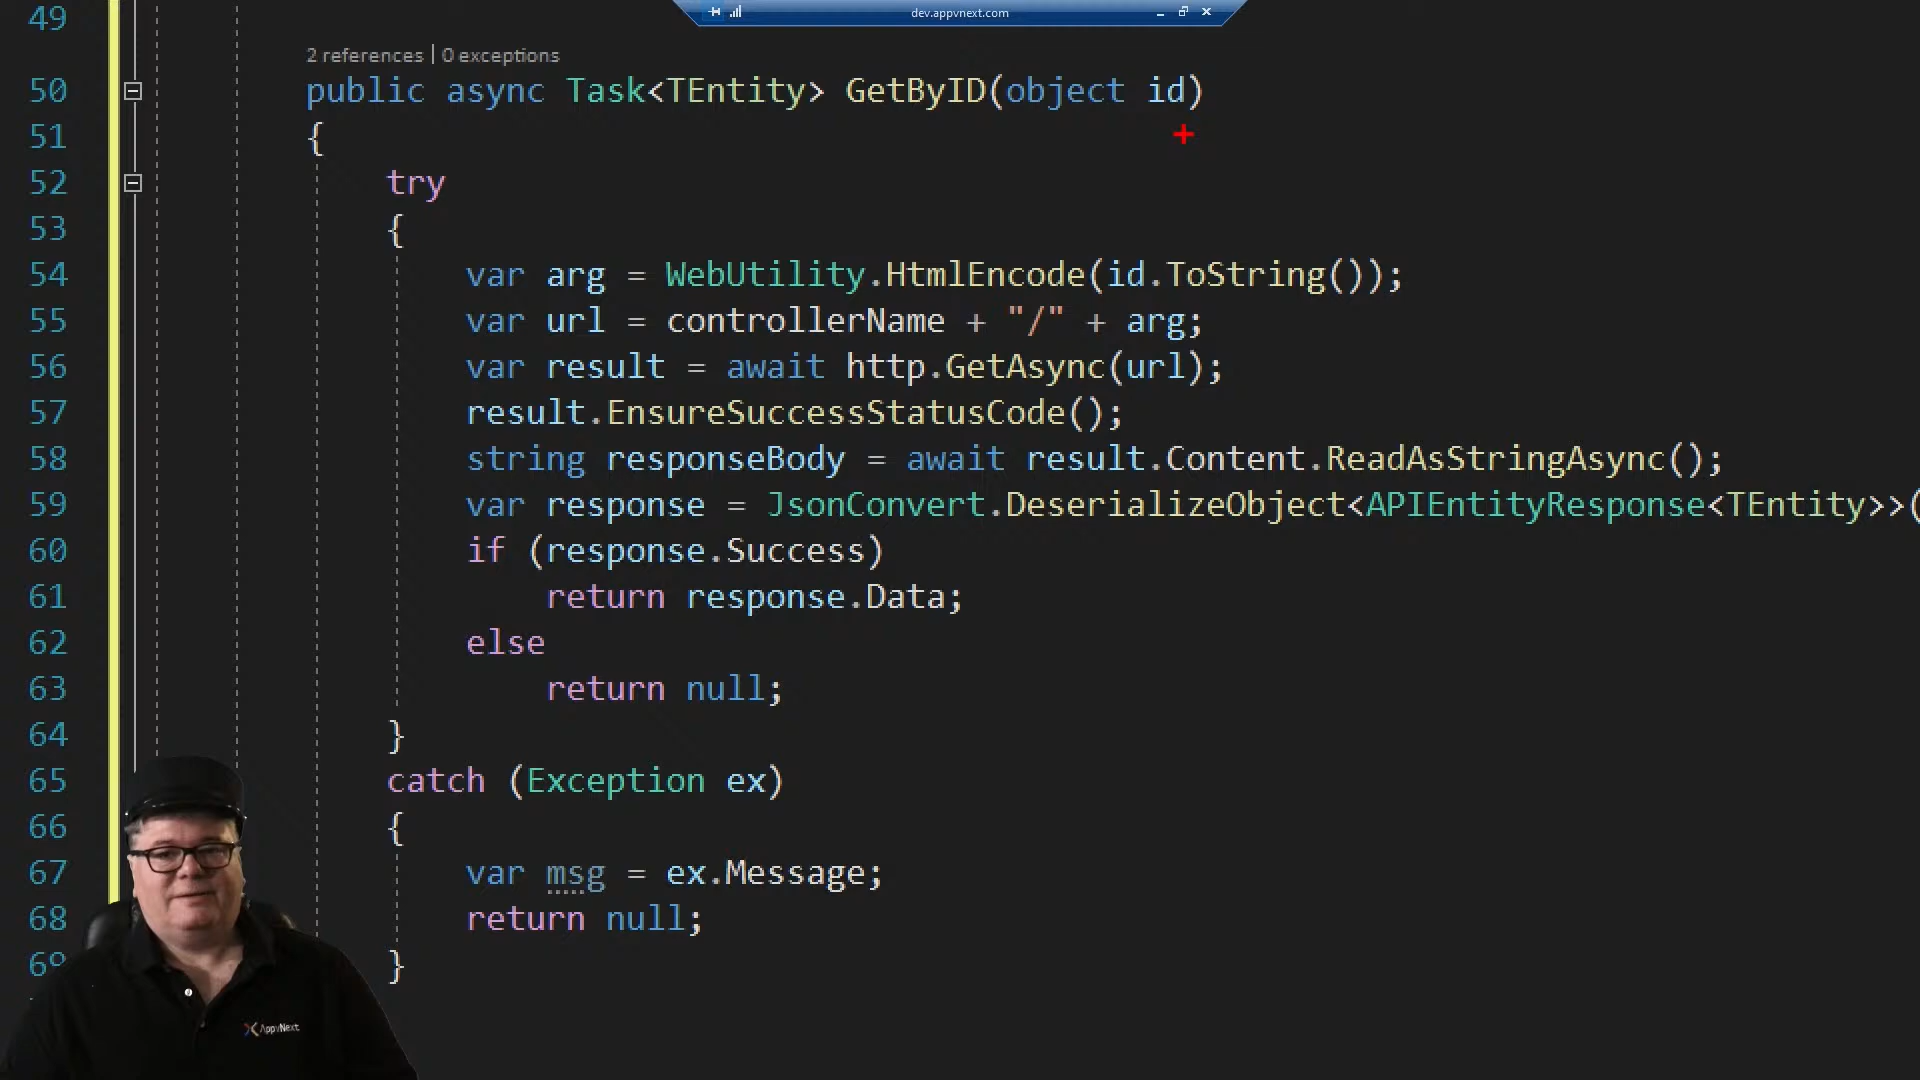 dev.appvnext.com
49
2 references | 0 exceptions
50 public async Task<TEntity> GetByID(object id)
51 {
52 try
53 {
54 var arg = WebUtility.HtmlEncode(id.ToString());
55 var url = controllerName + "/" + arg;
56 var result = await http.GetAsync(url);
57 result.EnsureSuccessStatusCode();
58 string responseBody = await result.Content.ReadAsStringAsync();
59 var response = JsonConvert.DeserializeObject<APIEntityResponse<TEntity>>(
60 if (response.Success)
61 return response.Data;
62 else
63 return null;
64 }
65 catch (Exception ex)
66 {
67 var msg = ex.Message;
68 return null;
69 }
AppvNext